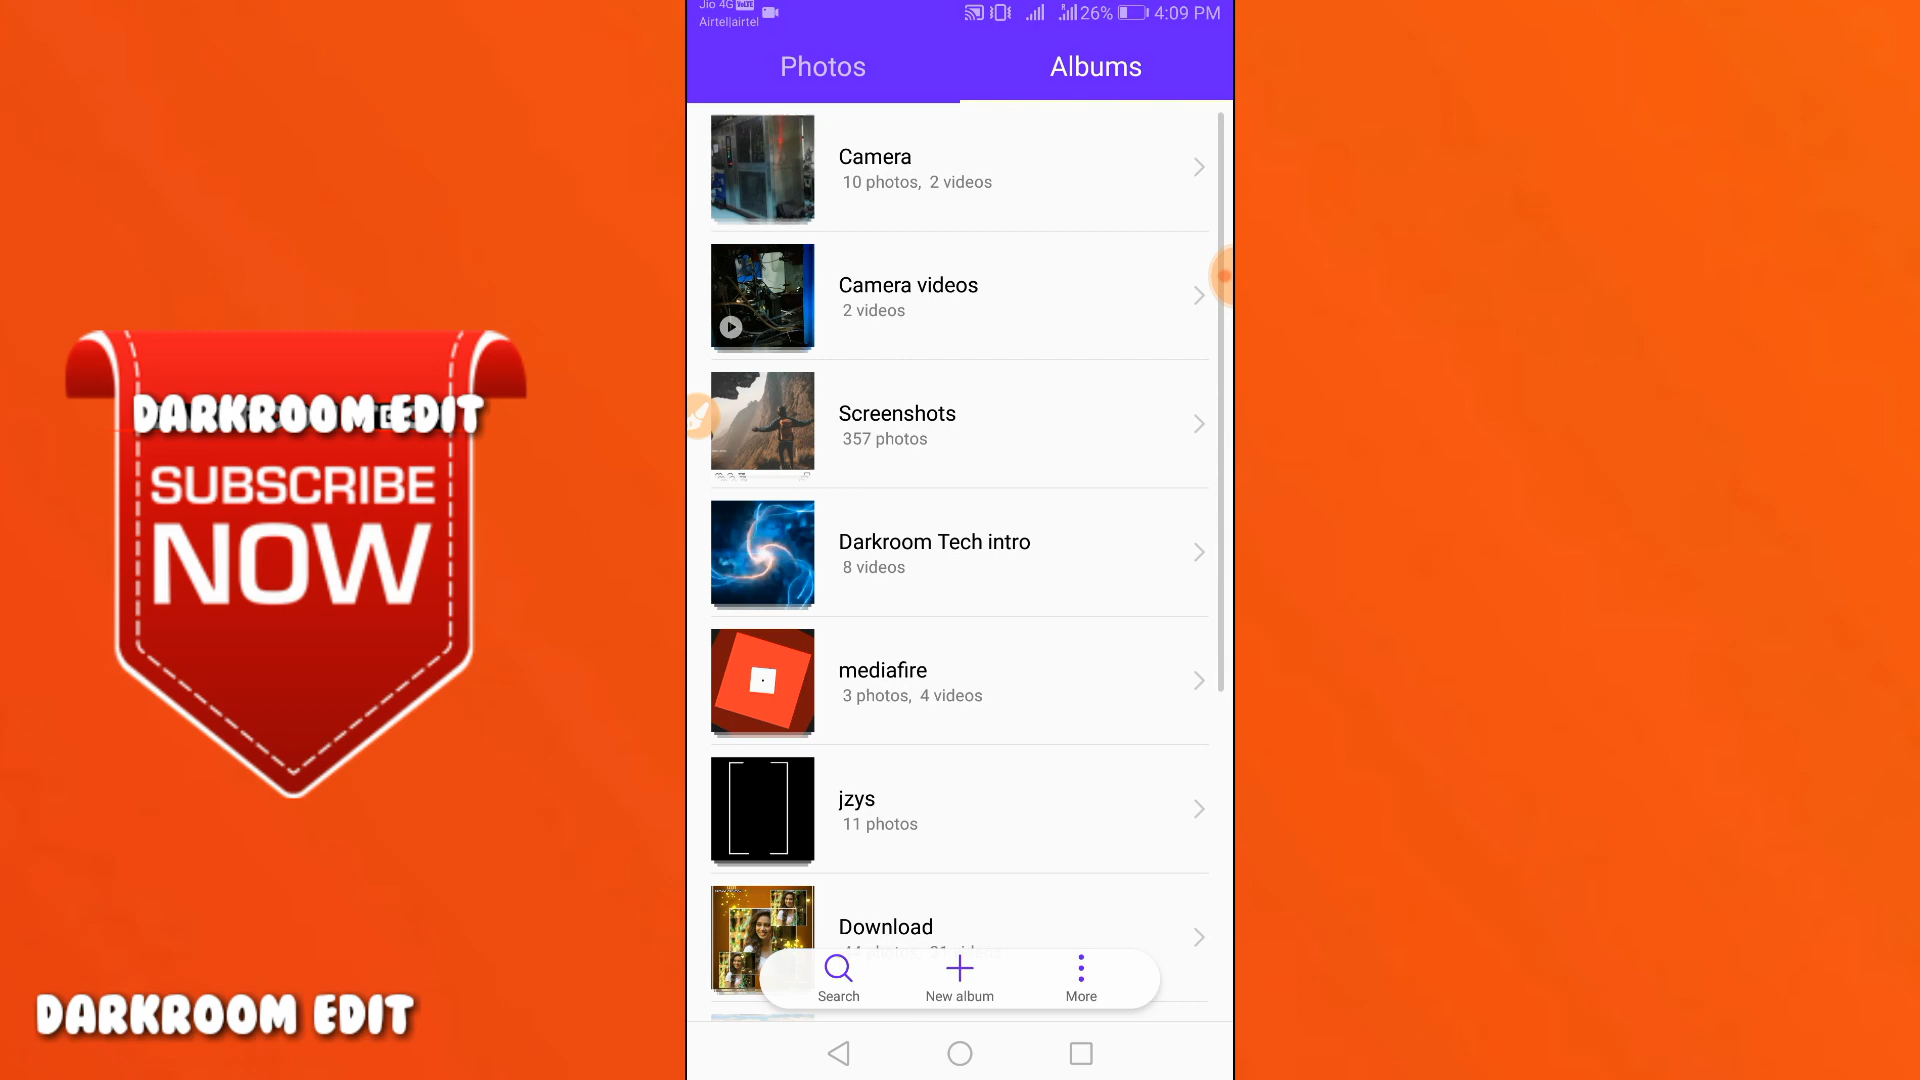 Jio 4G VoLTE
Airtel|airtel
26% 4:09 PM
Photos
Albums
Camera
10 photos, 2 videos
Camera videos
2 videos
Screenshots
357 photos
Darkroom Tech intro
8 videos
mediafire
3 photos, 4 videos
jzys
11 photos
Download
Search
New album
More
DARKROOM EDIT
SUBSCRIBE
NOW
DARKROOM EDIT